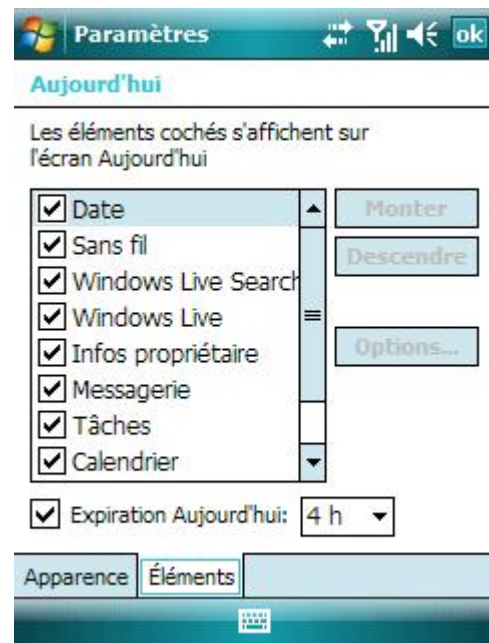 Paramètres ok
Aujourd'hui
Les éléments cochés s'affichent sur
l'écran Aujourd'hui
Date
Sans fil
Windows Live Search
Windows Live
Infos propriétaire
Messagerie
Tâches
Calendrier
Monter
Descendre
Options...
Expiration Aujourd'hui: 4 h
Apparence Éléments